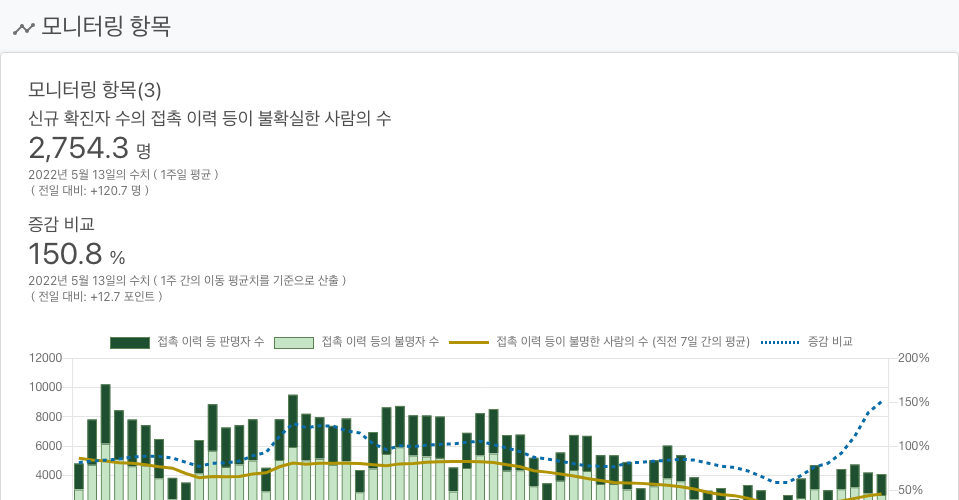 모니터링 항목
모니터링 항목(3)
신규 확진자 수의 접촉 이력 등이 불확실한 사람의 수
2,754.3 명
2022년 5월 13일의 수치 ( 1주일 평균 )
( 전일 대비: +120.7 명 )
증감 비교
150.8 %
2022년 5월 13일의 수치 ( 1주 간의 이동 평균치를 기준으로 산출 )
( 전일 대비: +12.7 포인트 )
접촉 이력 등 판명자 수 접촉 이력 등의 불명자 수 접촉 이력 등이 불명한 사람의 수 (직전 7일 간의 평균) 증감 비교
12000 200%
10000 150%
8000
6000 100%
4000 50%